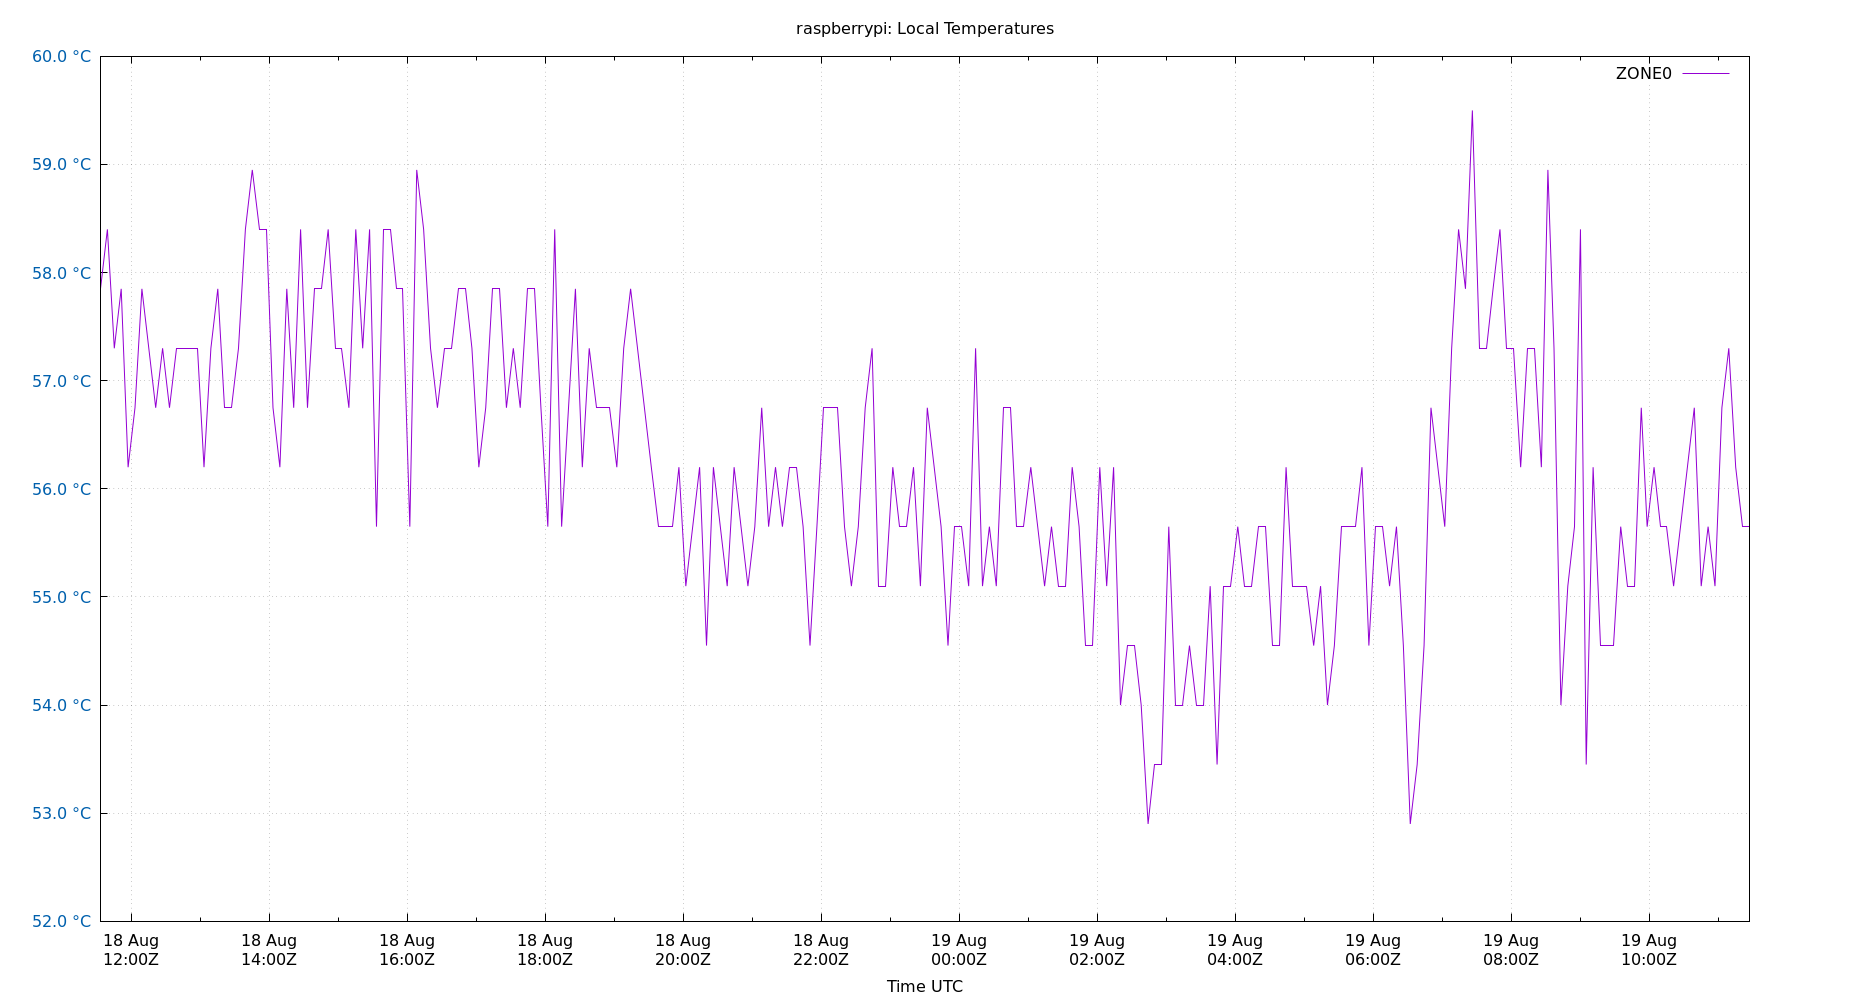 raspberrypi: Local Temperatures
ZONE0
60.0 °C
59.0 °C
58.0 °C
57.0 °C
56.0 °C
55.0 °C
54.0 °C
53.0 °C
52.0 °C
18 Aug 18 Aug 18 Aug 18 Aug 18 Aug 18 Aug 19 Aug 19 Aug 19 Aug 19 Aug 19 Aug 19 Aug
12:00Z 14:00Z 16:00Z 18:00Z 20:00Z 22:00Z 00:00Z 02:00Z 04:00Z 06:00Z 08:00Z 10:00Z
Time UTC